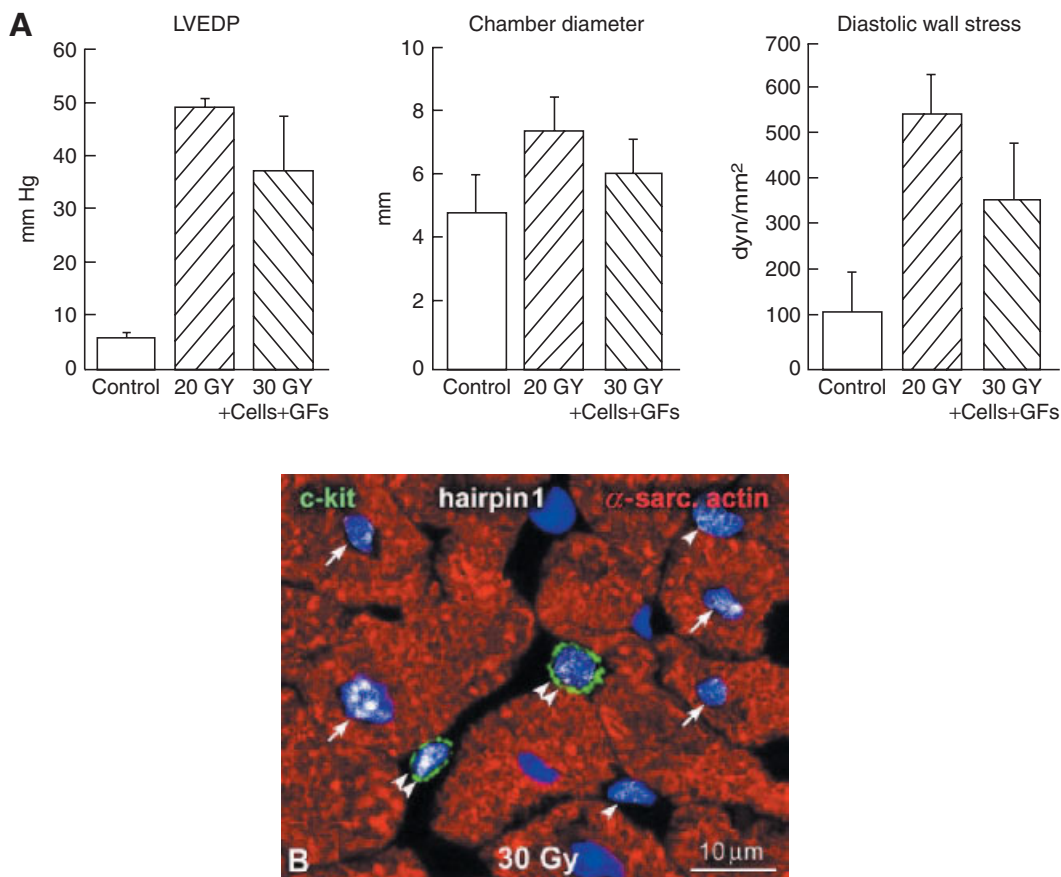 A
LVEDP
60
50
40
30
20
10
0
mm Hg
Control
20 GY
30 GY
+Cells+GFs
Chamber diameter
10
8
6
4
2
0
mm
Control
20 GY
30 GY
+Cells+GFs
Diastolic wall stress
700
600
500
400
300
200
100
0
dyn/mm²
Control
20 GY
30 GY
+Cells+GFs
c-kit hairpin1 α-sarc. actin
B 30 Gy 10 μm